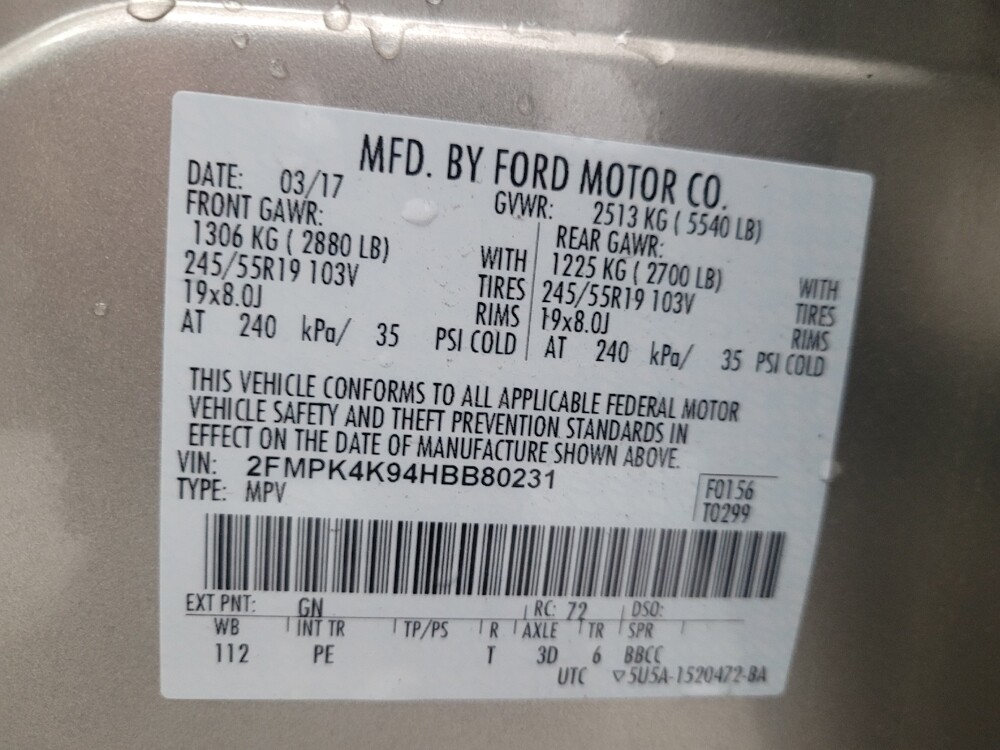 MFD. BY FORD MOTOR CO.
DATE: 03/17 GVWR: 2513 KG ( 5540 LB)
FRONT GAWR: REAR GAWR:
1306 KG ( 2880 LB) WITH 1225 KG ( 2700 LB) WITH
245/55R19 103V TIRES 245/55R19 103V TIRES
19x8.0J RIMS 19x8.0J RIMS
AT 240 kPa/ 35 PSI COLD AT 240 kPa/ 35 PSI COLD
THIS VEHICLE CONFORMS TO ALL APPLICABLE FEDERAL MOTOR
VEHICLE SAFETY AND THEFT PREVENTION STANDARDS IN
EFFECT ON THE DATE OF MANUFACTURE SHOWN ABOVE.
VIN: 2FMPK4K94HBB80231
TYPE: MPV
F0156
T0299
EXT PNT: GN RC: 72 DSO:
WB INT TR TP/PS R AXLE TR SPR
112 PE T 3D 6 BBCC
UTC ▽5U5A-1520472-BA